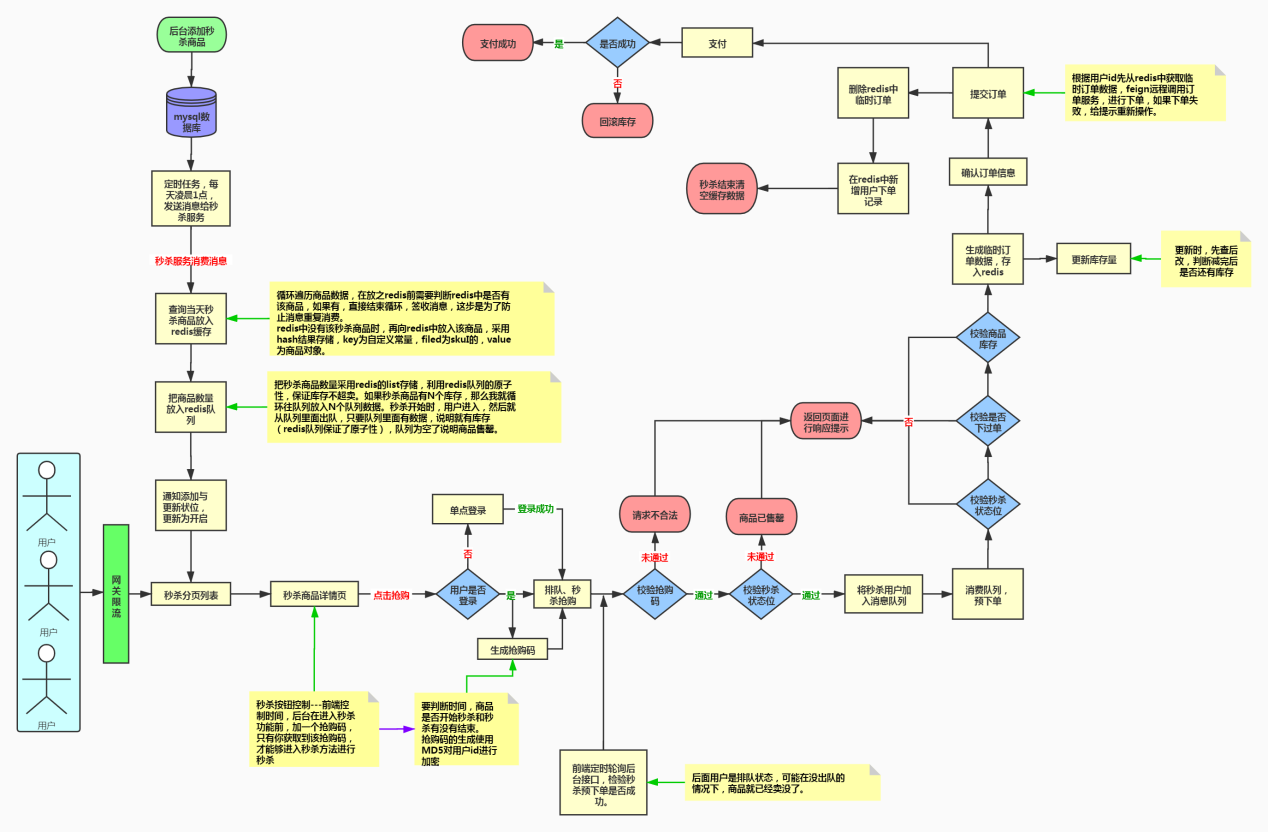 后台添加秒
杀商品
mysql数
据库
定时任务，每
天凌晨1点，
发送消息给秒
杀服务
秒杀服务消费消息
查询当天秒
杀商品放入
redis缓存
循环遍历商品数据，在放之redis前需要判断redis中是否有
该商品，如果有，直接结束循环，签收消息，这步是为了防
止消息重复消费。
redis中没有该秒杀商品时，再向redis中放入该商品，采用
hash结果存储，key为自定义常量，filed为skuI的，value
为商品对象。
把商品数量
放入redis队
列
把秒杀商品数量采用redis的list存储，利用redis队列的原子
性，保证库存不超卖。如果秒杀商品有N个库存，那么我就循
环往队列放入N个队列数据。秒杀开始时，用户进入，然后就
从队列里面出队，只要队列里面有数据，说明就有库存
（redis队列保证了原子性），队列为空了说明商品售罄。
通知添加与
更新状位，
更新为开启
用户
用户
用户
网
关
限
流
秒杀分页列表
秒杀商品详情页
点击抢购
用户是否
登录
否
单点登录
登录成功
是
生成抢购码
排队、秒
杀抢购
秒杀按钮控制---前端控
制时间，后台在进入秒杀
功能前，加一个抢购码，
只有你获取到该抢购码，
才能够进入秒杀方法进行
秒杀
要判断时间，商品
是否开始秒杀和秒
杀有没有结束。
抢购码的生成使用
MD5对用户id进行
加密
前端定时轮询后
台接口，检验秒
杀预下单是否成
功。
后面用户是排队状态，可能在没出队的
情况下，商品就已经卖没了。
校验抢购
码
未通过
请求不合法
通过
校验秒杀
状态位
未通过
商品已售罄
通过
将秒杀用户加
入消息队列
消费队列，
预下单
校验秒杀
状态位
校验是否
下过单
校验商品
库存
否
返回页面进
行响应提示
生成临时订
单数据，存
入redis
更新库存量
更新时，先查后
改，判断减完后
是否还有库存
确认订单信息
提交订单
根据用户id先从redis中获取临
时订单数据，feign远程调用订
单服务，进行下单，如果下单失
败，给提示重新操作。
删除redis中
临时订单
在redis中新
增用户下单
记录
秒杀结束清
空缓存数据
支付
是否成功
是
支付成功
否
回滚库存